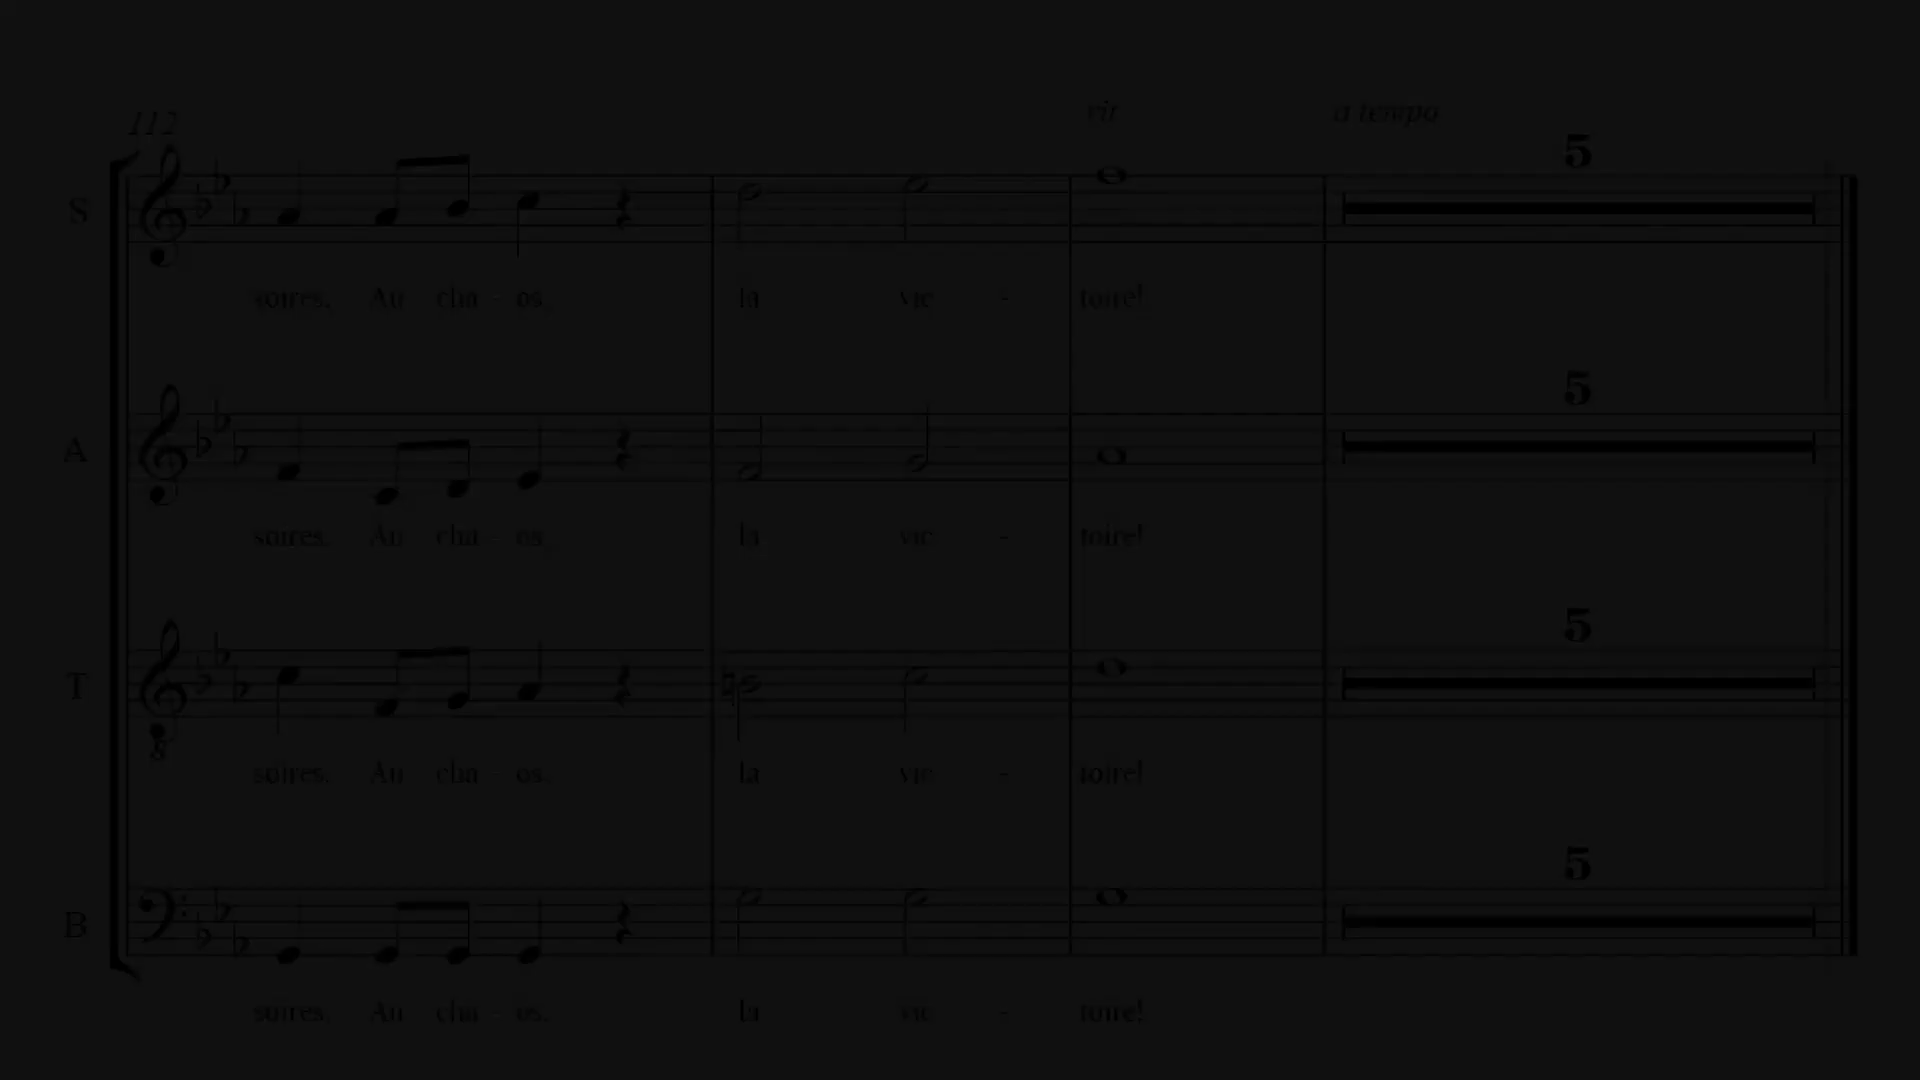 112 rit a tempo
5
S
soires. Au cha - os, la vic - toire!
5
A
soires. Au cha - os, la vic - toire!
5
T
8
soires. Au cha - os, la vic - toire!
5
B
soires. Au cha - os, la vic - toire!